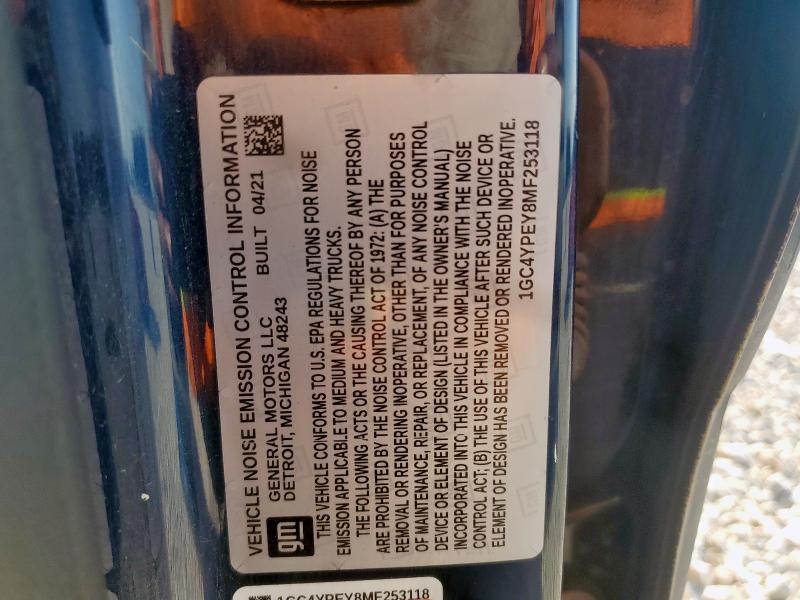 VEHICLE NOISE EMISSION CONTROL INFORMATION
gm
GENERAL MOTORS LLC
DETROIT, MICHIGAN 48243
BUILT 04/21
THIS VEHICLE CONFORMS TO U.S. EPA REGULATIONS FOR NOISE
EMISSION APPLICABLE TO MEDIUM AND HEAVY TRUCKS.
THE FOLLOWING ACTS OR THE CAUSING THEREOF BY ANY PERSON
ARE PROHIBITED BY THE NOISE CONTROL ACT OF 1972: (A) THE
REMOVAL OR RENDERING INOPERATIVE, OTHER THAN FOR PURPOSES
OF MAINTENANCE, REPAIR, OR REPLACEMENT, OF ANY NOISE CONTROL
DEVICE OR ELEMENT OF DESIGN (LISTED IN THE OWNER'S MANUAL)
INCORPORATED INTO THIS VEHICLE IN COMPLIANCE WITH THE NOISE
CONTROL ACT; (B) THE USE OF THIS VEHICLE AFTER SUCH DEVICE OR
ELEMENT OF DESIGN HAS BEEN REMOVED OR RENDERED INOPERATIVE.
1GC4YPEY8MF253118
1GC4YPEY8MF253118